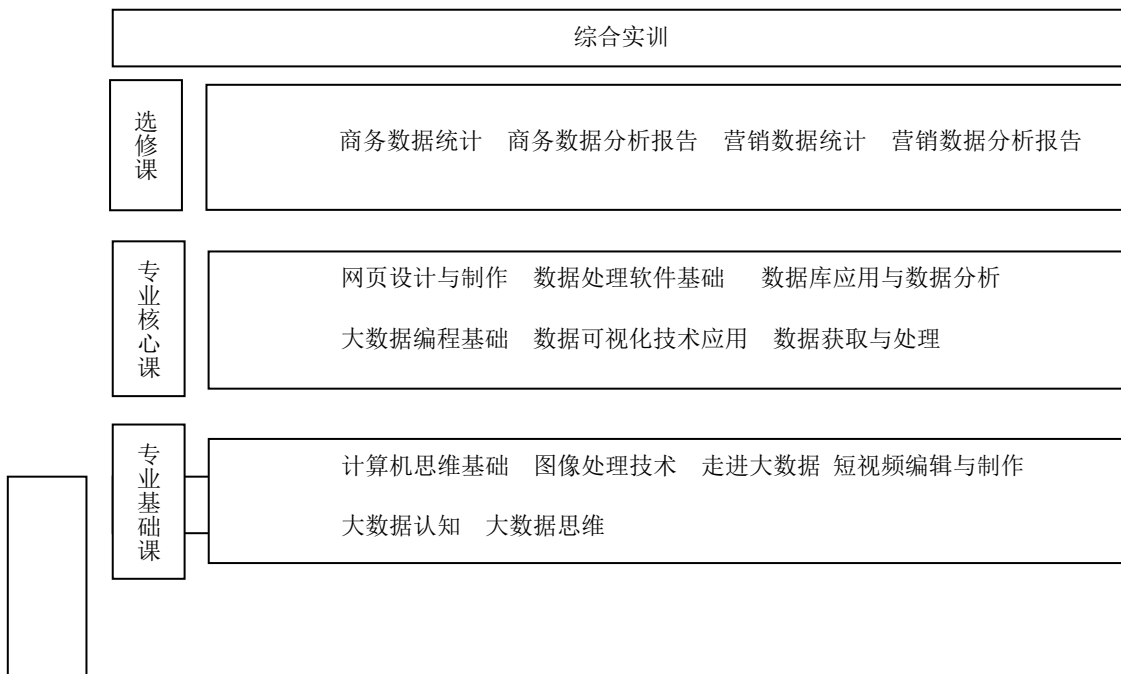 综合实训
选修课
商务数据统计 商务数据分析报告 营销数据统计 营销数据分析报告
专业核心课
网页设计与制作 数据处理软件基础 数据库应用与数据分析
大数据编程基础 数据可视化技术应用 数据获取与处理
专业基础课
计算机思维基础 图像处理技术 走进大数据 短视频编辑与制作
大数据认知 大数据思维